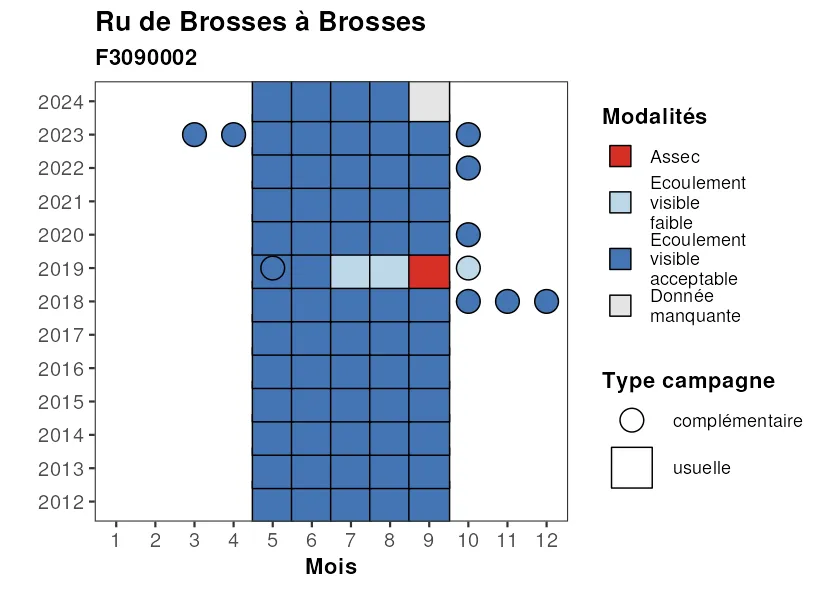 Ru de Brosses à Brosses
F3090002
2024
2023
2022
2021
2020
2019
2018
2017
2016
2015
2014
2013
2012
1 2 3 4 5 6 7 8 9 10 11 12
Mois
Modalités
Assec
Ecoulement
visible
faible
Ecoulement
visible
acceptable
Donnée
manquante
Type campagne
complémentaire
usuelle